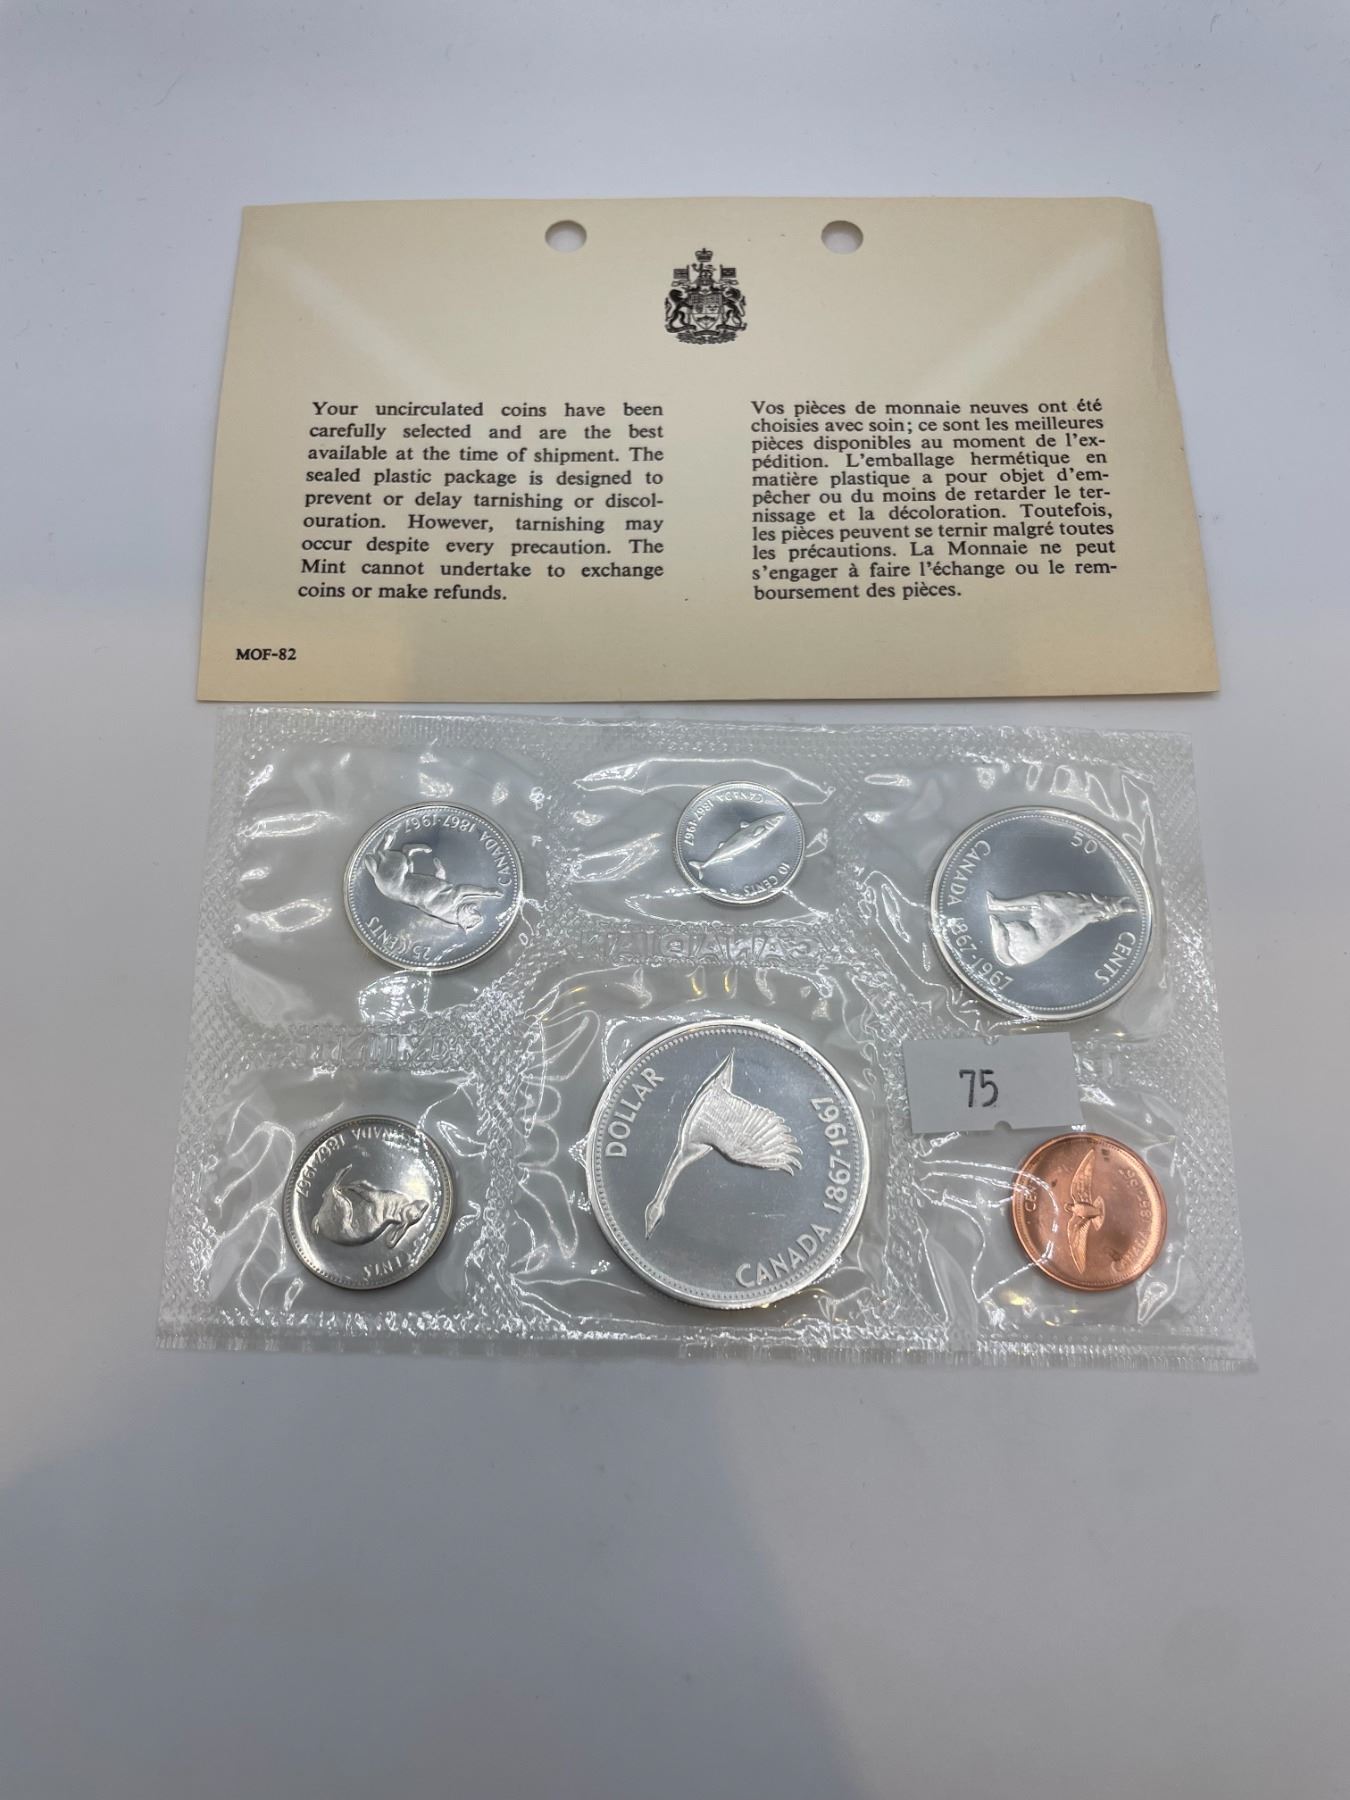 Your uncirculated coins have been
carefully selected and are the best
available at the time of shipment. The
sealed plastic package is designed to
prevent or delay tarnishing or discol-
ouration. However, tarnishing may
occur despite every precaution. The
Mint cannot undertake to exchange
coins or make refunds.
Vos pièces de monnaie neuves ont été
choisies avec soin; ce sont les meilleures
pièces disponibles au moment de l'ex-
pédition. L'emballage hermétique en
matière plastique a pour objet d'em-
pêcher ou du moins de retarder le ter-
nissage et la décoloration. Toutefois,
les pièces peuvent se ternir malgré toutes
les précautions. La Monnaie ne peut
s'engager à faire l'échange ou le rem-
boursement des pièces.
MOF-82
CANADA 1867-1967
25 CENTS
CANADA 1867-1967
10 CENTS
50 CENTS
CANADA 1867-1967
CANADIAN
1867-1967
DOLLAR
CANADA 1867-1967
75